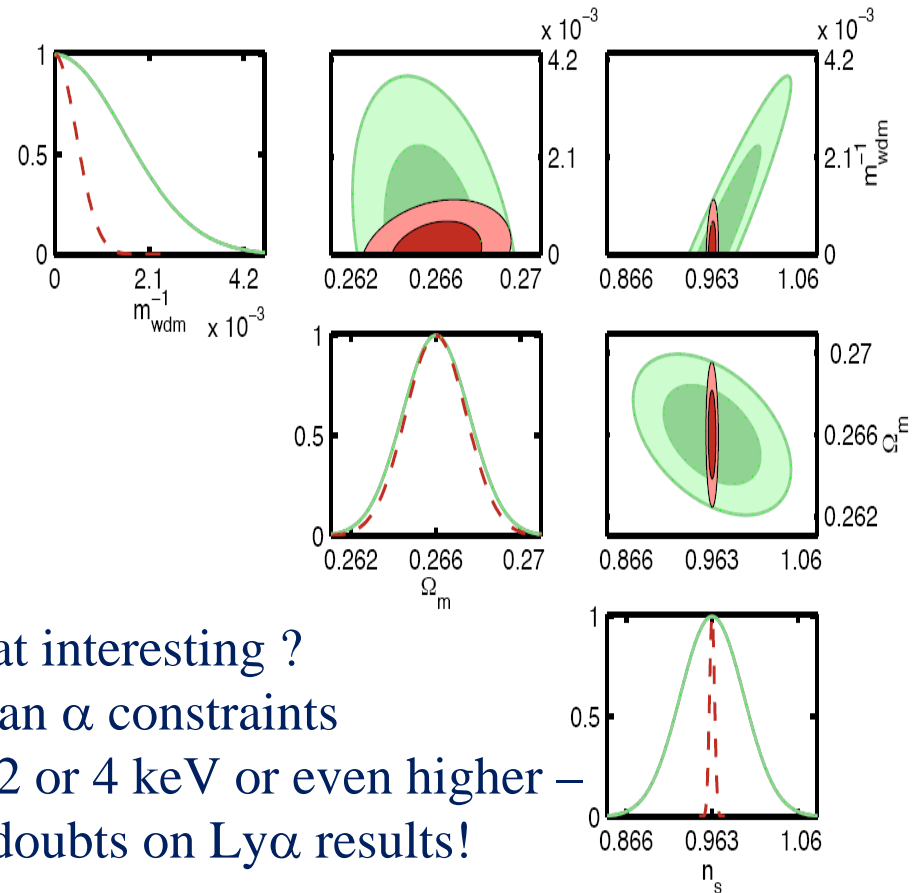 x 10⁻³ x 10⁻³
1 4.2 4.2
0.5 2.1 2.1 m⁻¹wdm
0 0 0
0 2.1 4.2 0.262 0.266 0.27 0.866 0.963 1.06
m⁻¹wdm x 10⁻³
1 0.27
0.5 0.266 Ωm
0 0.262
0.262 0.266 0.27 0.866 0.963 1.06
Ωm
at interesting ?
an α constraints
2 or 4 keV or even higher –
doubts on Lyα results!
1
0.5
0
0.866 0.963 1.06
ns